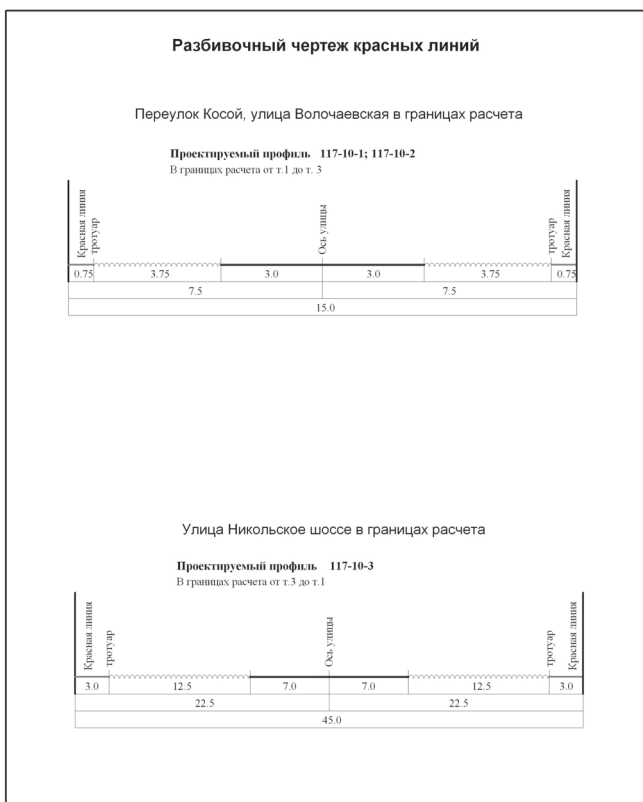 Разбивочный чертеж красных линий
Переулок Косой, улица Волочаевская в границах расчета
Проектируемый профиль 117-10-1; 117-10-2
В границах расчета от т.1 до т. 3
Красная линия
тротуар
Ось улицы
тротуар
Красная линия
0.75 3.75 3.0 3.0 3.75 0.75
7.5 7.5
15.0
Улица Никольское шоссе в границах расчета
Проектируемый профиль 117-10-3
В границах расчета от т.3 до т.1
Красная линия
тротуар
Ось улицы
тротуар
Красная линия
3.0 12.5 7.0 7.0 12.5 3.0
22.5 22.5
45.0